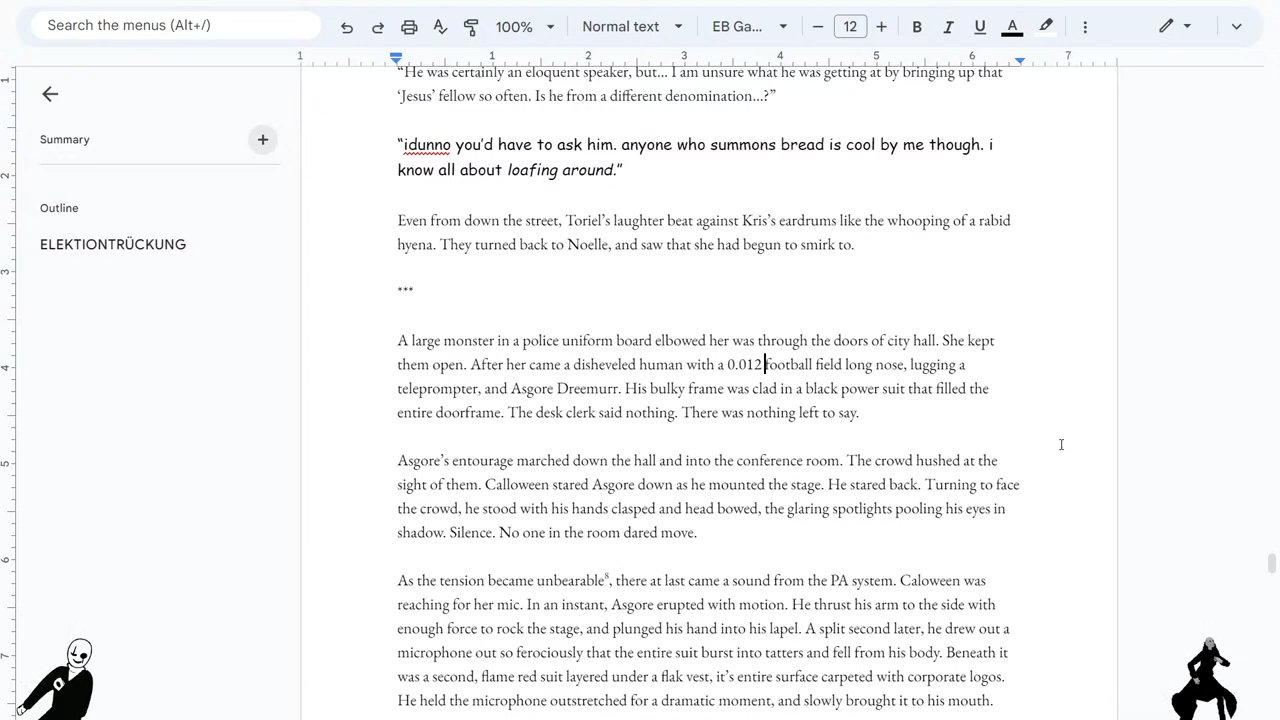 Search the menus (Alt+/)
100%
Normal text
EB Ga...
12
B I U A
1 1 2 3 4 5 6 7
Summary
Outline
ELEKTIONTRÜCKUNG
1
2
3
4
5
6
7
“He was certainly an eloquent speaker, but... I am unsure what he was getting at by bringing up that
‘Jesus’ fellow so often. Is he from a different denomination...?”
“idunno you’d have to ask him. anyone who summons bread is cool by me though. i
know all about loafing around.”
Even from down the street, Toriel’s laughter beat against Kris’s eardrums like the whooping of a rabid
hyena. They turned back to Noelle, and saw that she had begun to smirk to.
***
A large monster in a police uniform board elbowed her was through the doors of city hall. She kept
them open. After her came a disheveled human with a 0.012 football field long nose, lugging a
teleprompter, and Asgore Dreemurr. His bulky frame was clad in a black power suit that filled the
entire doorframe. The desk clerk said nothing. There was nothing left to say.
Asgore’s entourage marched down the hall and into the conference room. The crowd hushed at the
sight of them. Calloween stared Asgore down as he mounted the stage. He stared back. Turning to face
the crowd, he stood with his hands clasped and head bowed, the glaring spotlights pooling his eyes in
shadow. Silence. No one in the room dared move.
As the tension became unbearable⁸, there at last came a sound from the PA system. Caloween was
reaching for her mic. In an instant, Asgore erupted with motion. He thrust his arm to the side with
enough force to rock the stage, and plunged his hand into his lapel. A split second later, he drew out a
microphone out so ferociously that the entire suit burst into tatters and fell from his body. Beneath it
was a second, flame red suit layered under a flak vest, it’s entire surface carpeted with corporate logos.
He held the microphone outstretched for a dramatic moment, and slowly brought it to his mouth.